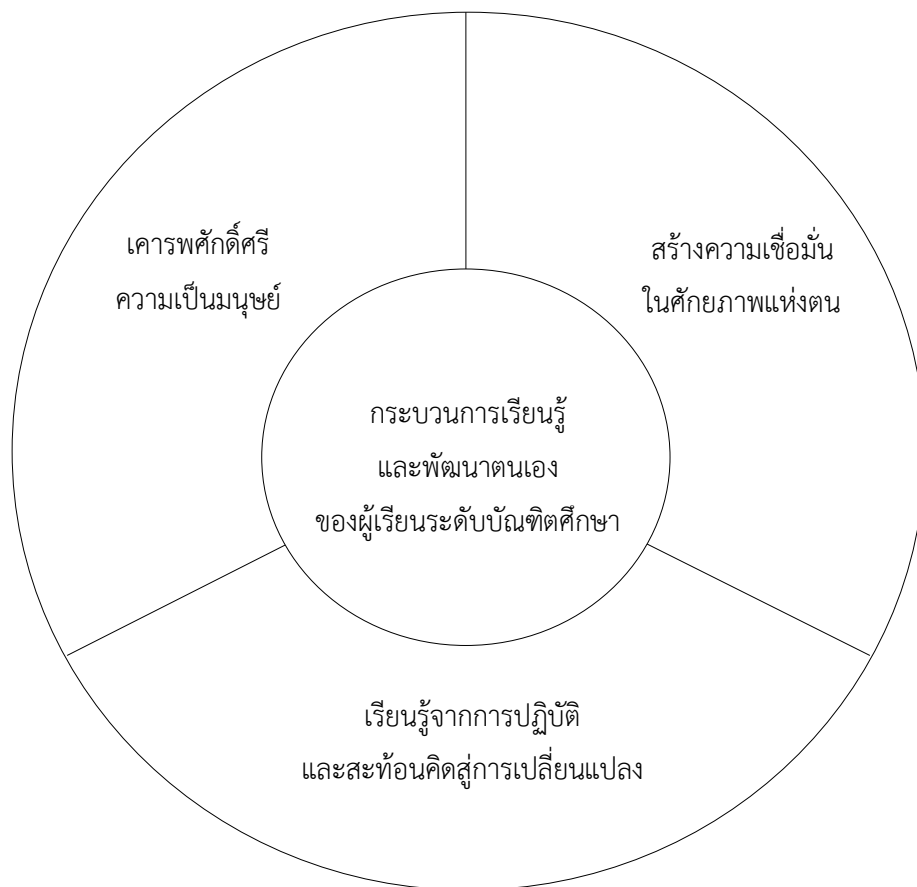 เคารพศักดิ์ศรี
ความเป็นมนุษย์
สร้างความเชื่อมั่น
ในศักยภาพแห่งตน
กระบวนการเรียนรู้
และพัฒนาตนเอง
ของผู้เรียนระดับบัณฑิตศึกษา
เรียนรู้จากการปฏิบัติ
และสะท้อนคิดสู่การเปลี่ยนแปลง